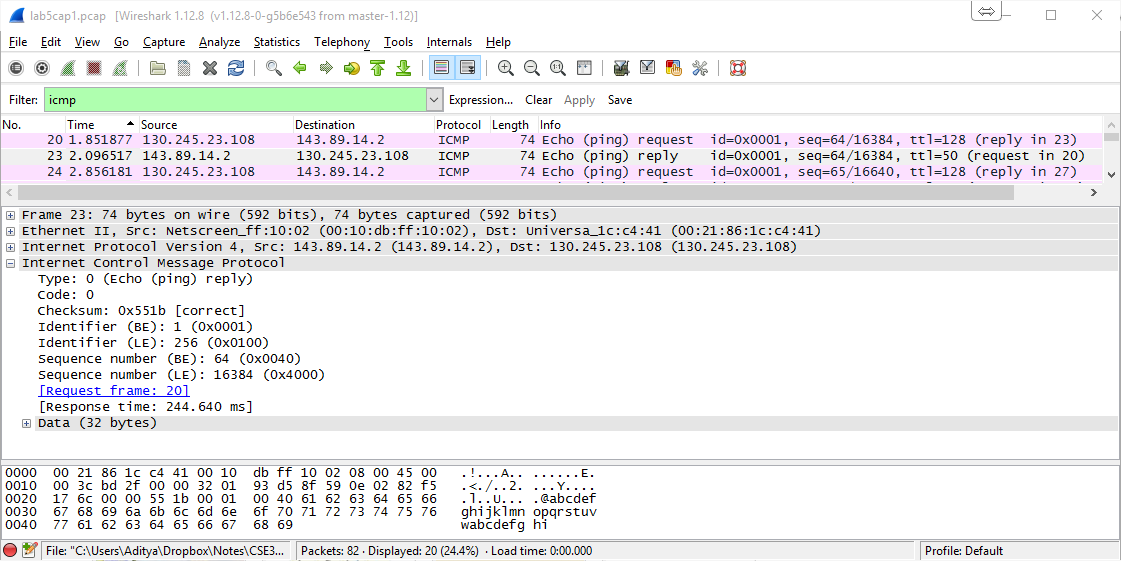 lab5cap1.pcap [Wireshark 1.12.8 (v1.12.8-0-g5b6e543 from master-1.12)]
File Edit View Go Capture Analyze Statistics Telephony Tools Internals Help
Filter: icmp Expression... Clear Apply Save
No. Time Source Destination Protocol Length Info
20 1.851877 130.245.23.108 143.89.14.2 ICMP 74 Echo (ping) request id=0x0001, seq=64/16384, ttl=128 (reply in 23)
23 2.096517 143.89.14.2 130.245.23.108 ICMP 74 Echo (ping) reply id=0x0001, seq=64/16384, ttl=50 (request in 20)
24 2.856181 130.245.23.108 143.89.14.2 ICMP 74 Echo (ping) request id=0x0001, seq=65/16640, ttl=128 (reply in 27)
Frame 23: 74 bytes on wire (592 bits), 74 bytes captured (592 bits)
Ethernet II, Src: Netscreen_ff:10:02 (00:10:db:ff:10:02), Dst: Universa_1c:c4:41 (00:21:86:1c:c4:41)
Internet Protocol Version 4, Src: 143.89.14.2 (143.89.14.2), Dst: 130.245.23.108 (130.245.23.108)
Internet Control Message Protocol
Type: 0 (Echo (ping) reply)
Code: 0
Checksum: 0x551b [correct]
Identifier (BE): 1 (0x0001)
Identifier (LE): 256 (0x0100)
Sequence number (BE): 64 (0x0040)
Sequence number (LE): 16384 (0x4000)
[Request frame: 20]
[Response time: 244.640 ms]
Data (32 bytes)
0000 00 21 86 1c c4 41 00 10 db ff 10 02 08 00 45 00 .!...A.. ......E.
0010 00 3c bd 2f 00 00 32 01 93 d5 8f 59 0e 02 82 f5 .<./..2. ...Y....
0020 17 6c 00 00 55 1b 00 01 00 40 61 62 63 64 65 66 .l..U... .@abcdef
0030 67 68 69 6a 6b 6c 6d 6e 6f 70 71 72 73 74 75 76 ghijklmn opqrstuv
0040 77 61 62 63 64 65 66 67 68 69 wabcdefg hi
File: "C:\Users\Aditya\Dropbox\Notes\CSE3... Packets: 82 · Displayed: 20 (24.4%) · Load time: 0:00.000 Profile: Default